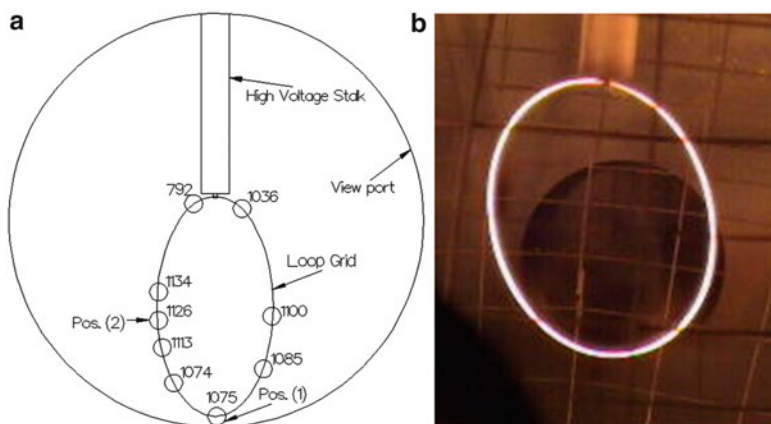 a
High Voltage Stalk
792
1036
View port
Loop Grid
1134
Pos. (2)
1126
1100
1113
1085
1074
1075
Pos. (1)
b